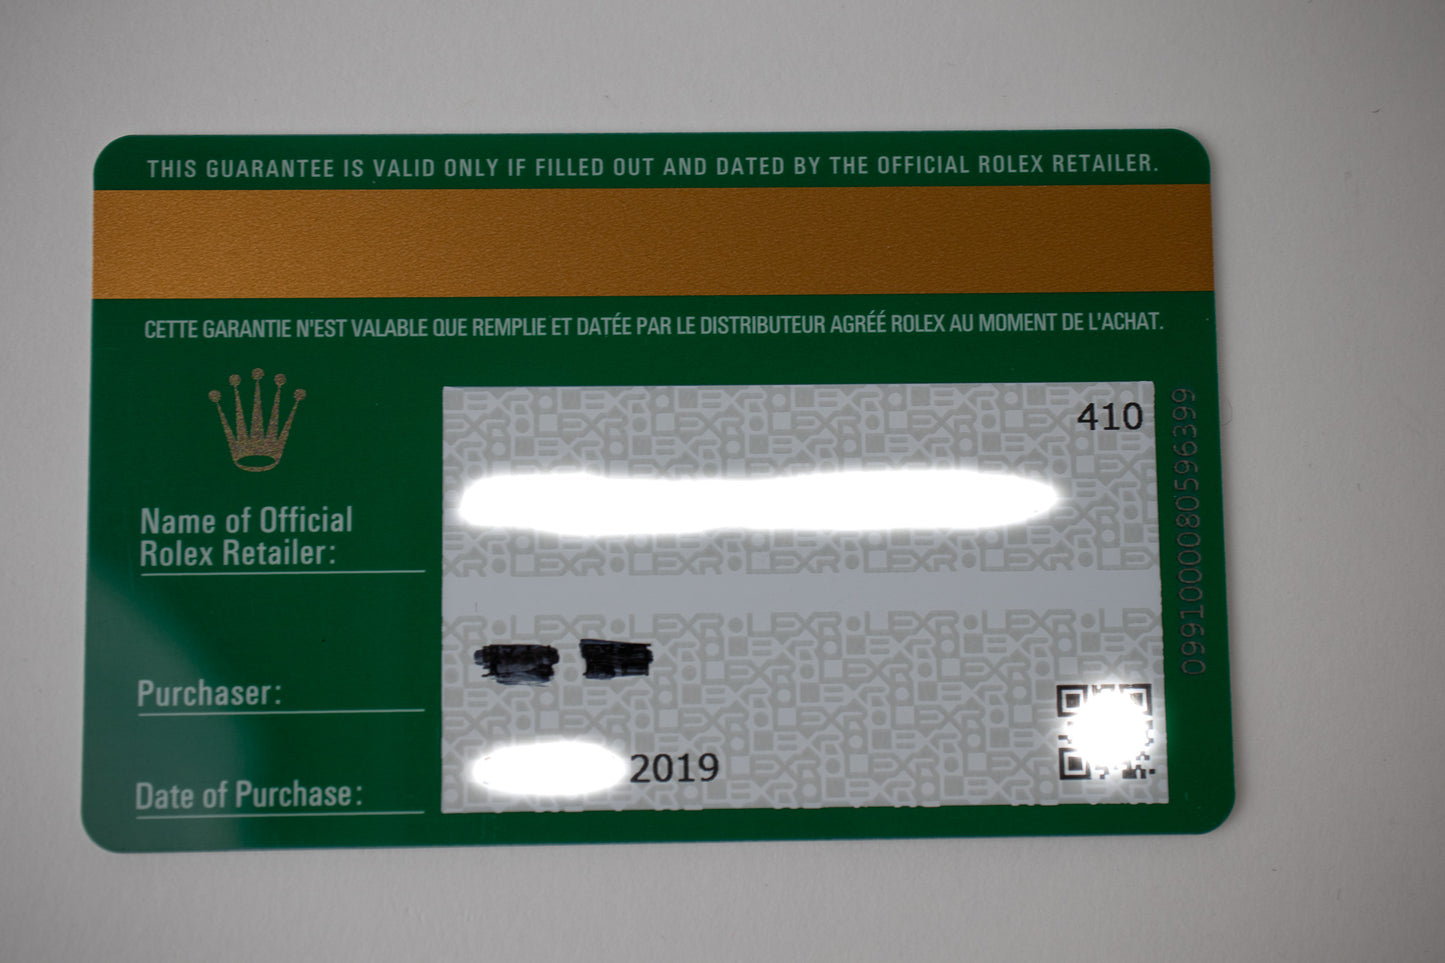 THIS GUARANTEE IS VALID ONLY IF FILLED OUT AND DATED BY THE OFFICIAL ROLEX RETAILER.
CETTE GARANTIE N'EST VALABLE QUE REMPLIE ET DATÉE PAR LE DISTRIBUTEUR AGRÉÉ ROLEX AU MOMENT DE L'ACHAT.
410
Name of Official
Rolex Retailer:
Purchaser:
2019
Date of Purchase:
0991000080596399